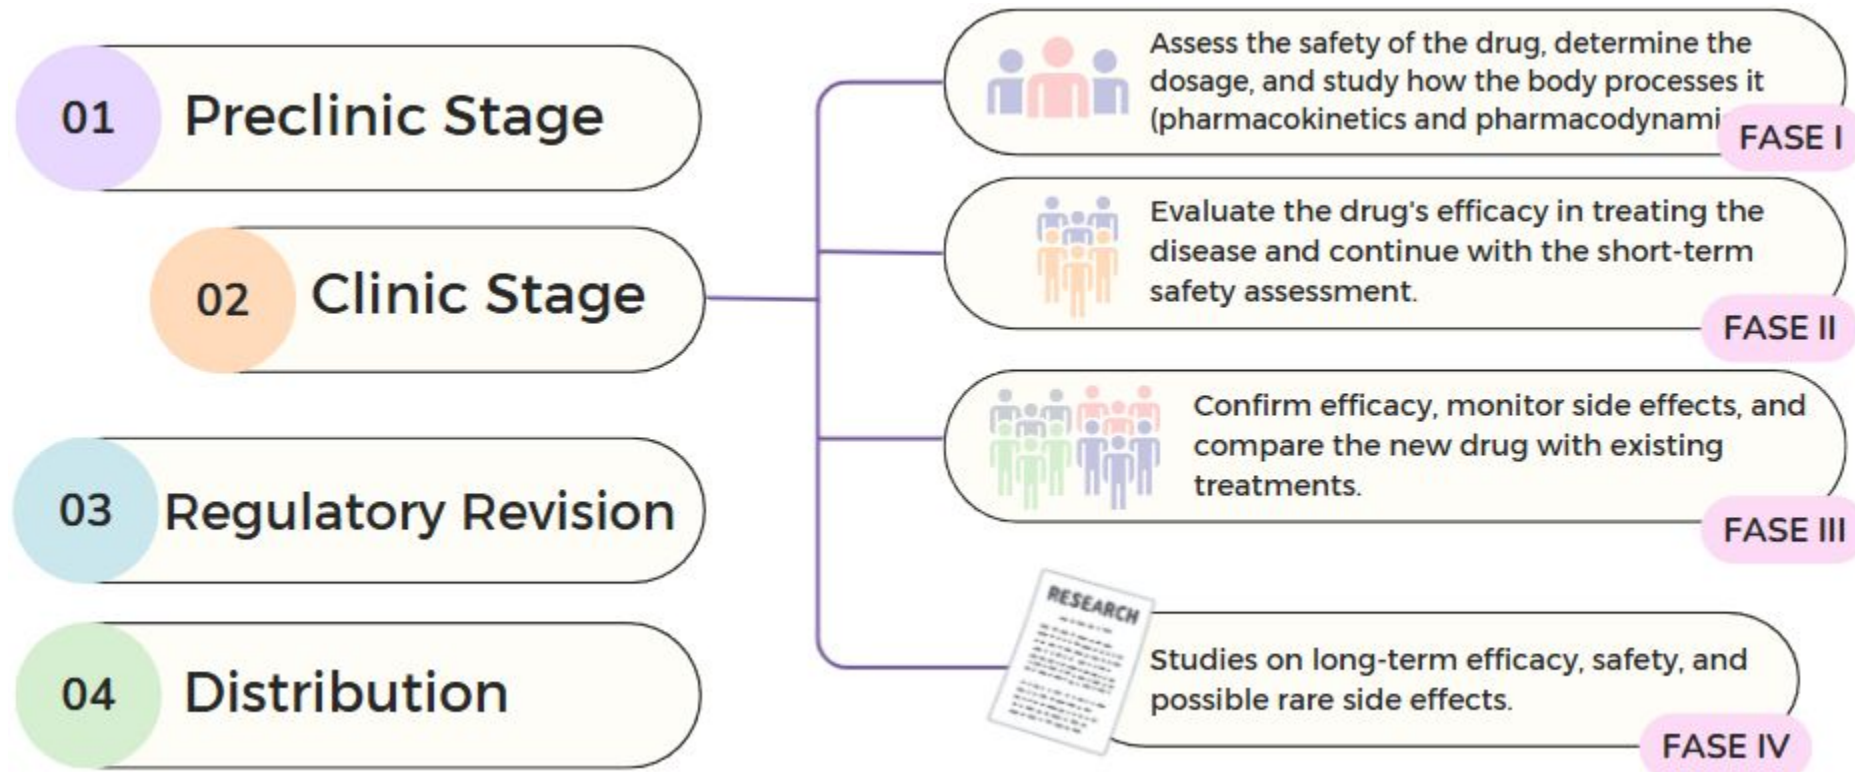 01
Preclinic Stage
02
Clinic Stage
03
Regulatory Revision
04
Distribution
Assess the safety of the drug, determine the
dosage, and study how the body processes it
(pharmacokinetics and pharmacodynami
FASE I
Evaluate the drug's efficacy in treating the
disease and continue with the short-term
safety assessment.
FASE II
Confirm efficacy, monitor side effects, and
compare the new drug with existing
treatments.
FASE III
RESEARCH
Studies on long-term efficacy, safety, and
possible rare side effects.
FASE IV